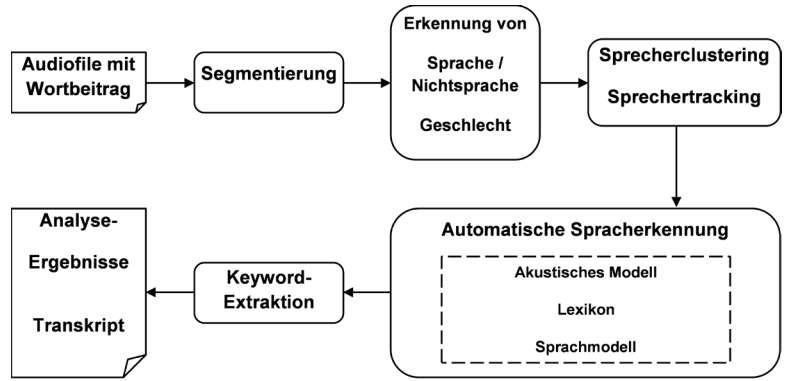 Audiofile mit
Wortbeitrag
Segmentierung
Erkennung von
Sprache /
Nichtsprache
Geschlecht
Sprecherclustering
Sprechertracking
Automatische Spracherkennung
Akustisches Modell
Lexikon
Sprachmodell
Keyword-
Extraktion
Analyse-
Ergebnisse
Transkript